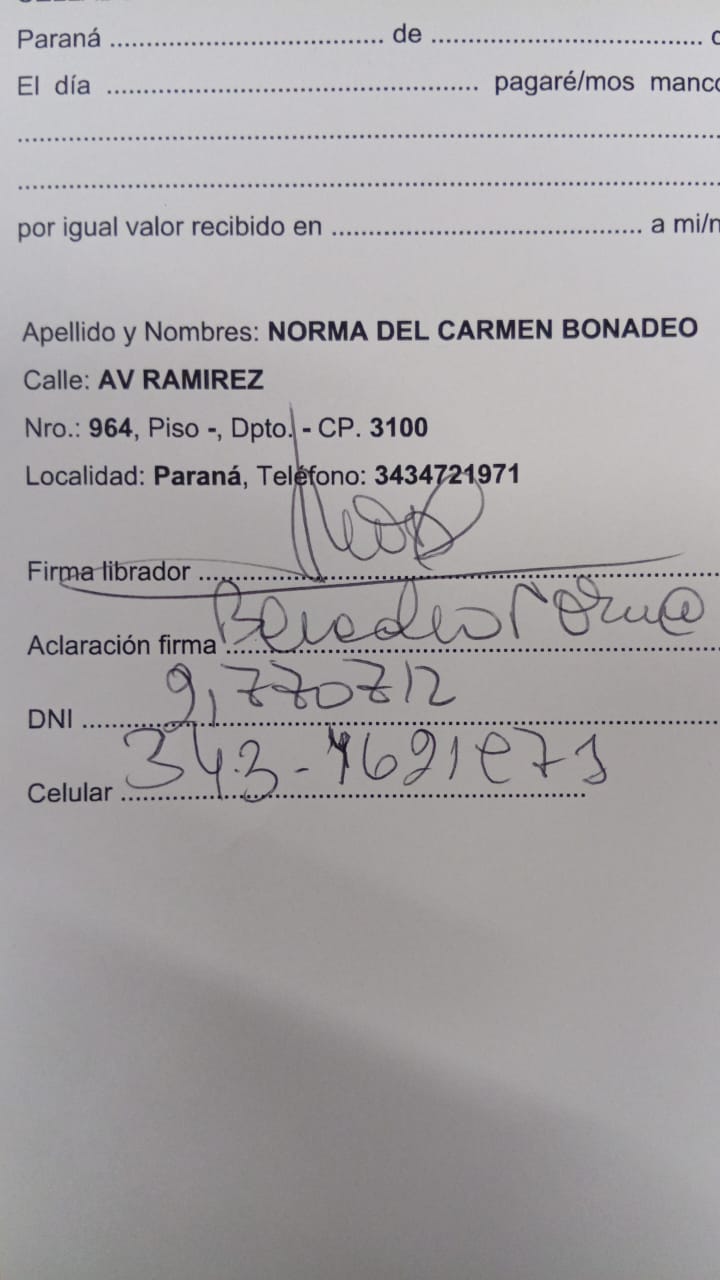 Paraná .................................... de ....................................
El día .................................................. pagaré/mos manco
....................................................................................................
....................................................................................................
por igual valor recibido en ........................................ a mi/n
Apellido y Nombres: NORMA DEL CARMEN BONADEO
Calle: AV RAMIREZ
Nro.: 964, Piso -, Dpto. - CP. 3100
Localidad: Paraná, Teléfono: 3434721971
Firma librador ....................................
Aclaración firma Bonadeo Norma
DNI 9,770712
Celular 343-